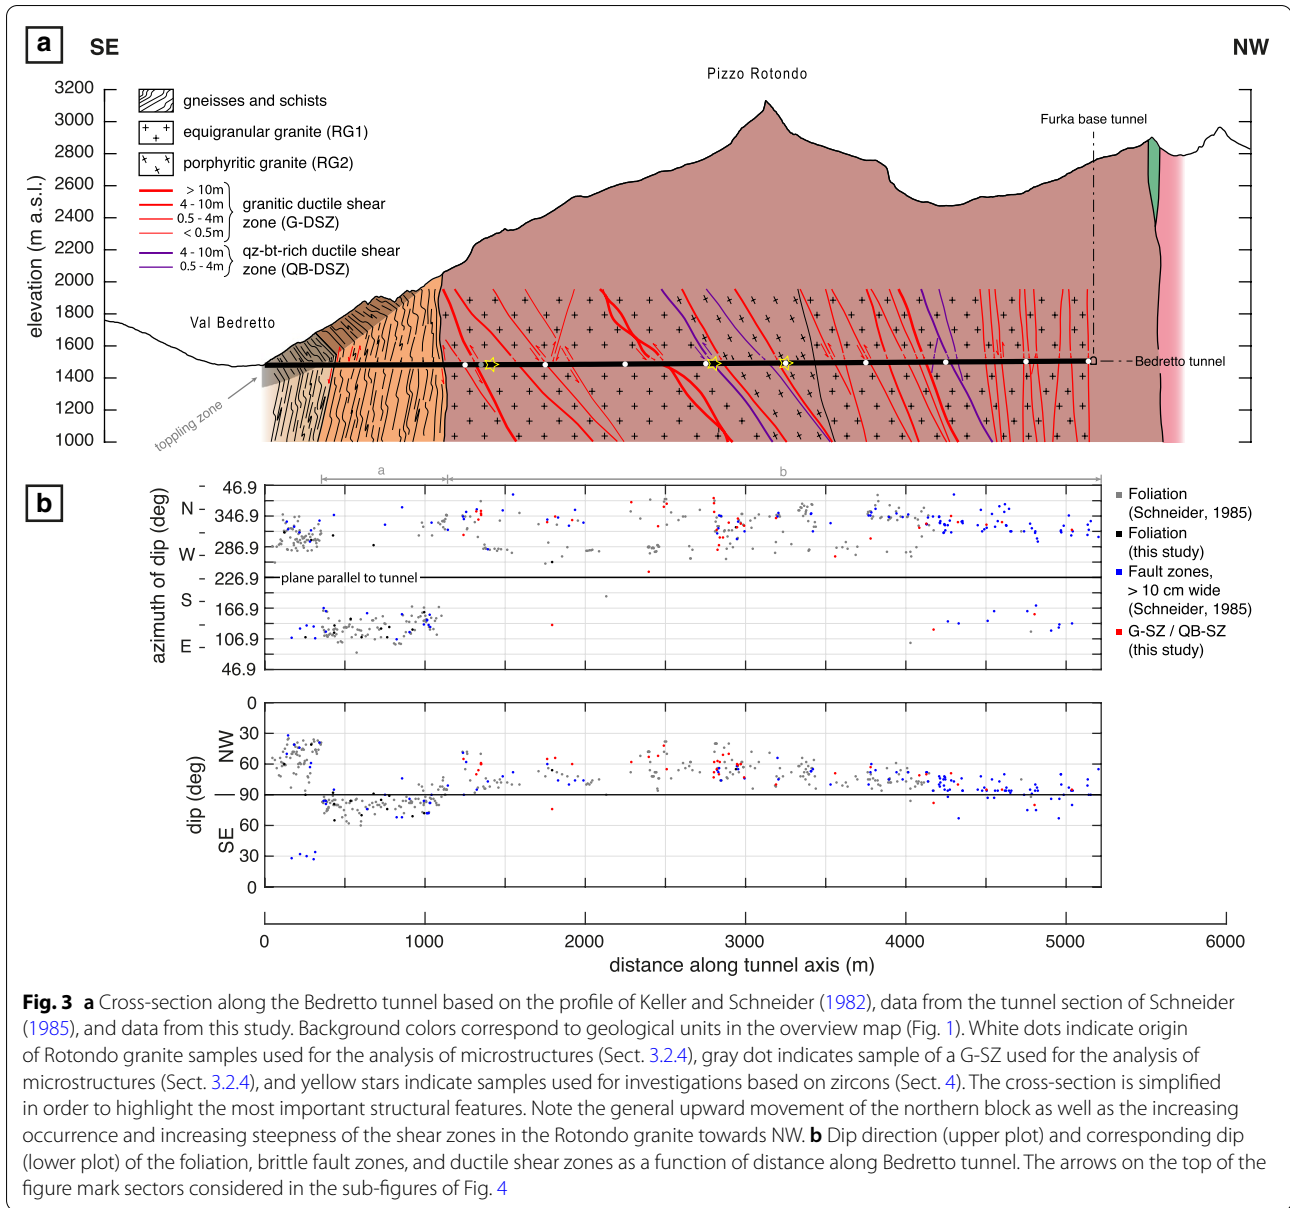 a SE NW
Pizzo Rotondo
3200
3000
2800
2600
2400
2200
2000
1800
1600
1400
1200
1000
elevation (m a.s.l.)
gneisses and schists
equigranular granite (RG1)
porphyritic granite (RG2)
> 10m
4 - 10m
0.5 - 4m
< 0.5m
granitic ductile shear
zone (G-DSZ)
4 - 10m
0.5 - 4m
qz-bt-rich ductile shear
zone (QB-DSZ)
Furka base tunnel
Val Bedretto
Bedretto tunnel
toppling zone
b
a b
azimuth of dip (deg)
N
W
S
E
46.9
346.9
286.9
226.9
166.9
106.9
46.9
plane parallel to tunnel
Foliation
(Schneider, 1985)
Foliation
(this study)
Fault zones,
> 10 cm wide
(Schneider, 1985)
G-SZ / QB-SZ
(this study)
dip (deg)
SE | NW
0
30
60
90
60
30
0
0 1000 2000 3000 4000 5000 6000
distance along tunnel axis (m)
Fig. 3 a Cross-section along the Bedretto tunnel based on the profile of Keller and Schneider (1982), data from the tunnel section of Schneider
(1985), and data from this study. Background colors correspond to geological units in the overview map (Fig. 1). White dots indicate origin
of Rotondo granite samples used for the analysis of microstructures (Sect. 3.2.4), gray dot indicates sample of a G-SZ used for the analysis of
microstructures (Sect. 3.2.4), and yellow stars indicate samples used for investigations based on zircons (Sect. 4). The cross-section is simplified
in order to highlight the most important structural features. Note the general upward movement of the northern block as well as the increasing
occurrence and increasing steepness of the shear zones in the Rotondo granite towards NW. b Dip direction (upper plot) and corresponding dip
(lower plot) of the foliation, brittle fault zones, and ductile shear zones as a function of distance along Bedretto tunnel. The arrows on the top of the
figure mark sectors considered in the sub-figures of Fig. 4